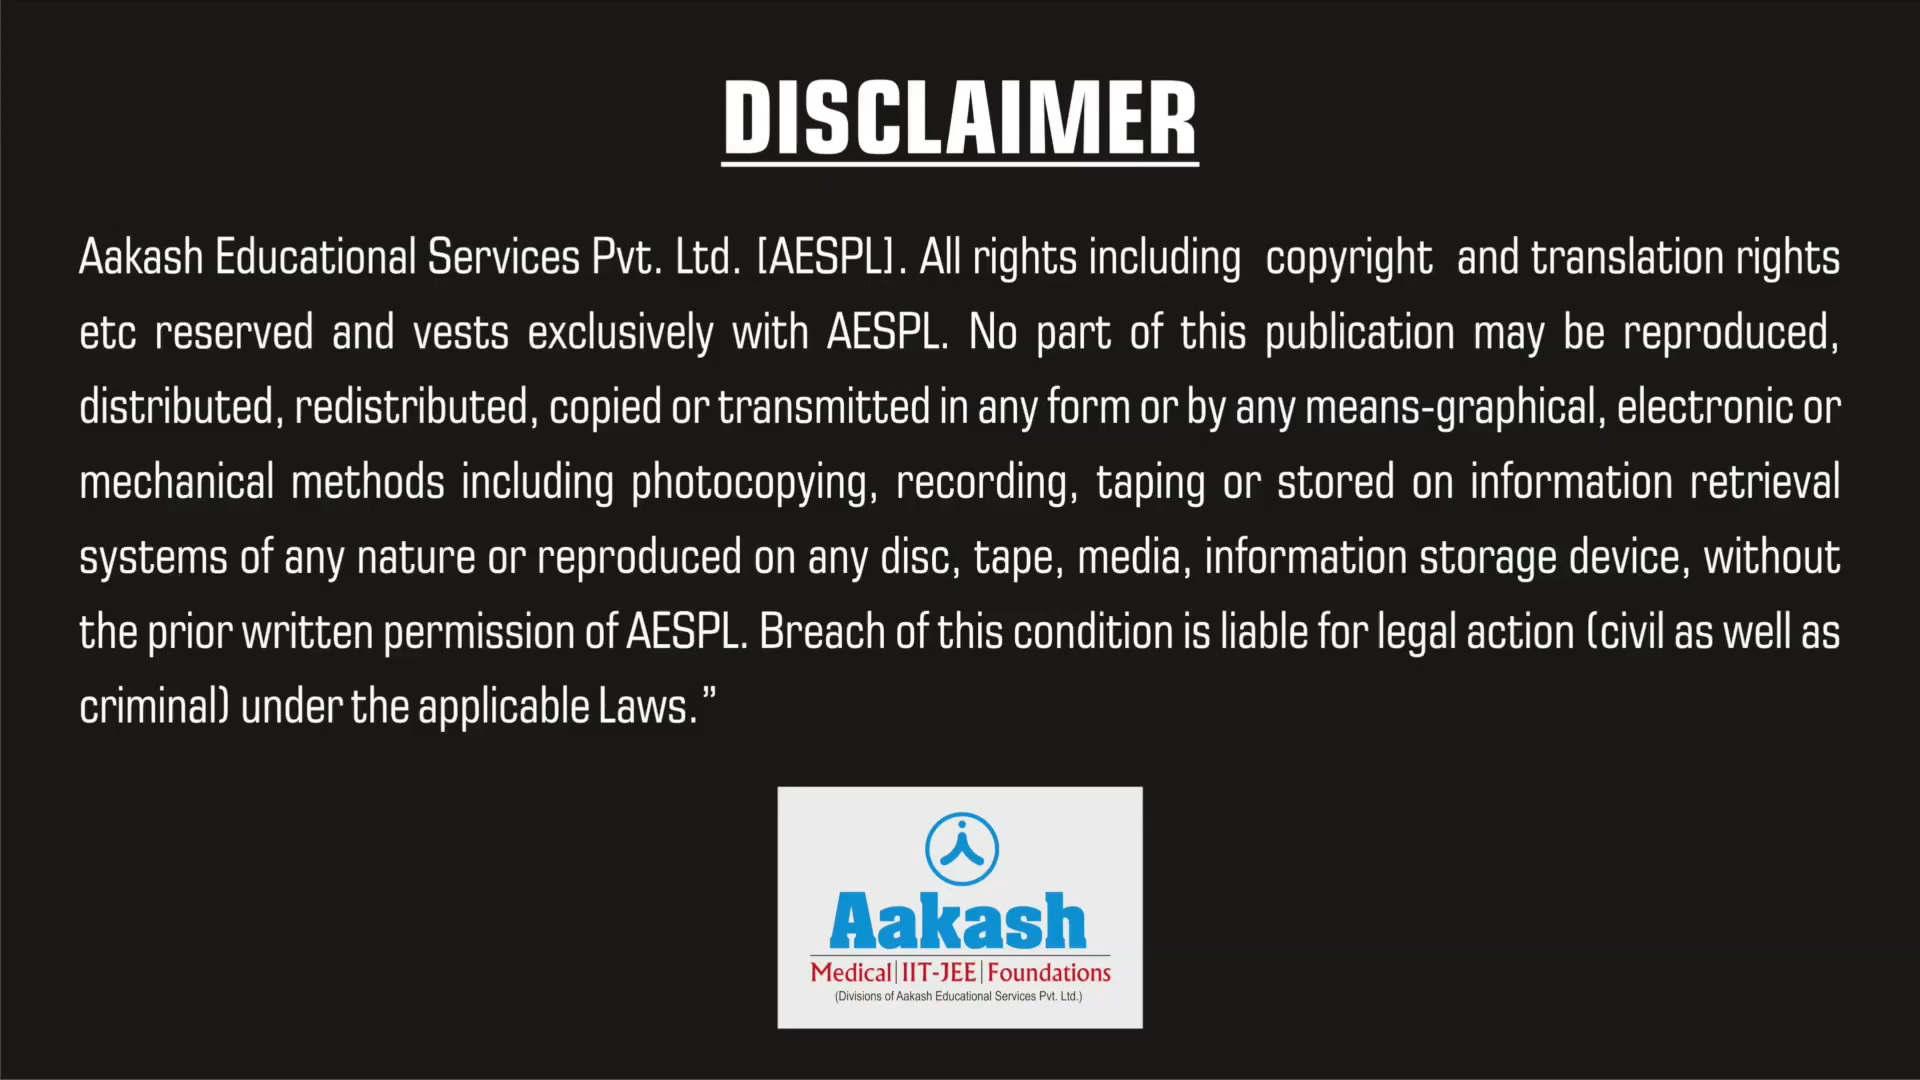 DISCLAIMER
Aakash Educational Services Pvt. Ltd. [AESPL]. All rights including copyright and translation rights
etc reserved and vests exclusively with AESPL. No part of this publication may be reproduced,
distributed, redistributed, copied or transmitted in any form or by any means-graphical, electronic or
mechanical methods including photocopying, recording, taping or stored on information retrieval
systems of any nature or reproduced on any disc, tape, media, information storage device, without
the prior written permission of AESPL. Breach of this condition is liable for legal action (civil as well as
criminal) under the applicable Laws.”
Aakash
Medical|IIT-JEE|Foundations
(Divisions of Aakash Educational Services Pvt. Ltd.)